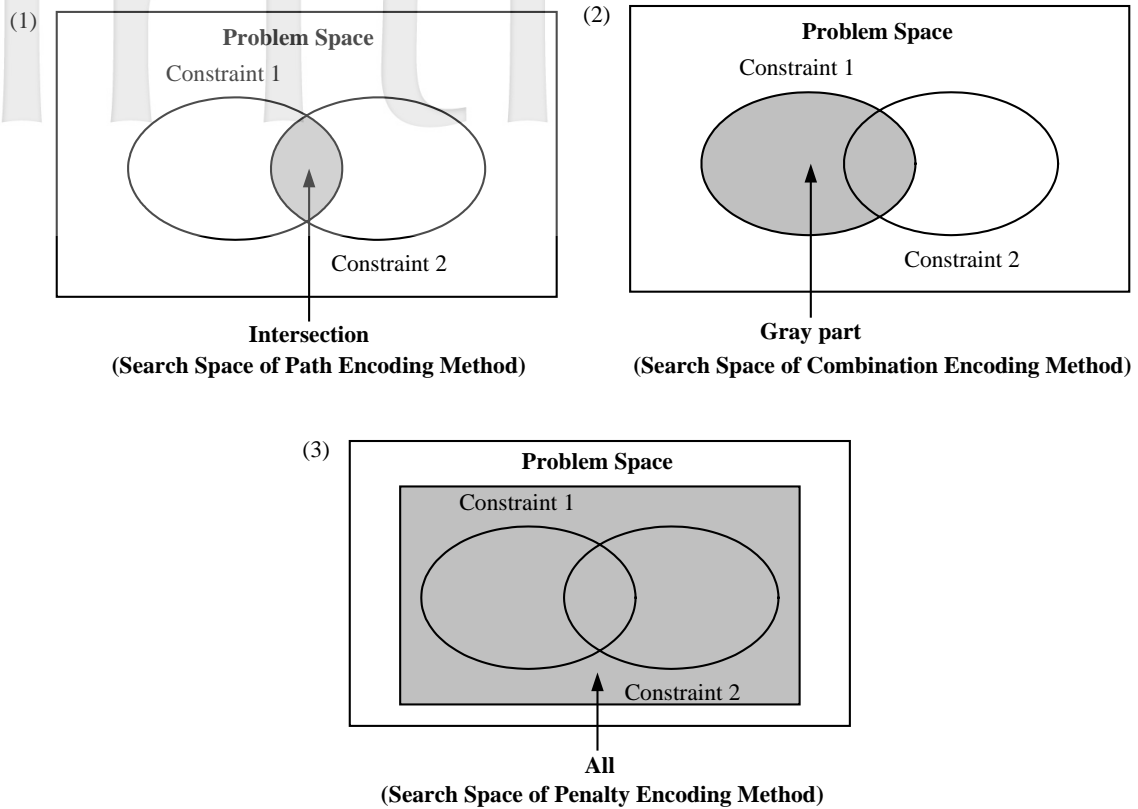 (1)
Problem Space
Constraint 1
Constraint 2
Intersection
(Search Space of Path Encoding Method)
(2)
Problem Space
Constraint 1
Constraint 2
Gray part
(Search Space of Combination Encoding Method)
(3)
Problem Space
Constraint 1
Constraint 2
All
(Search Space of Penalty Encoding Method)